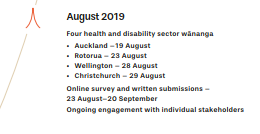 August 2019
Four health and disability sector wānanga
• Auckland –19 August
• Rotorua – 23 August
• Wellington – 28 August
• Christchurch – 29 August
Online survey and written submissions –
23 August–20 September
Ongoing engagement with individual stakeholders